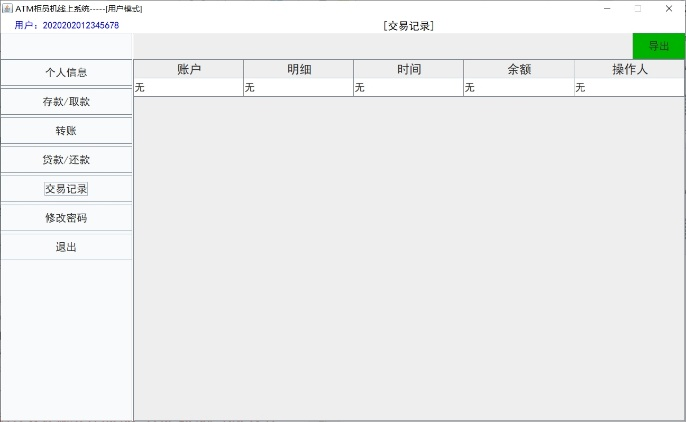 ATM柜员机线上系统-----[用户模式]
用户：2020202012345678
[交易记录]
导出
个人信息
存款/取款
转账
贷款/还款
交易记录
修改密码
退出
账户 明细 时间 余额 操作人
无 无 无 无 无